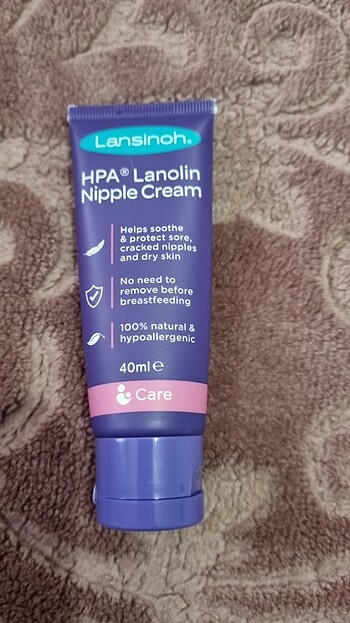 Lansinoh®
HPA® Lanolin
Nipple Cream
Helps soothe
& protect sore,
cracked nipples
and dry skin
No need to
remove before
breastfeeding
100% natural &
hypoallergenic
40ml e
Care